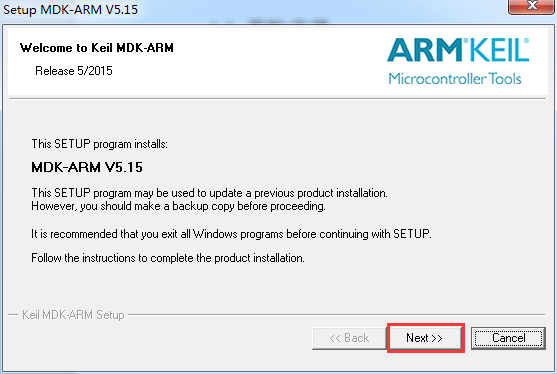 Setup MDK-ARM V5.15
Welcome to Keil MDK-ARM
Release 5/2015
ARM KEIL
Microcontroller Tools
This SETUP program installs:
MDK-ARM V5.15
This SETUP program may be used to update a previous product installation.
However, you should make a backup copy before proceeding.
It is recommended that you exit all Windows programs before continuing with SETUP.
Follow the instructions to complete the product installation.
Keil MDK-ARM Setup
<< Back
Next >>
Cancel